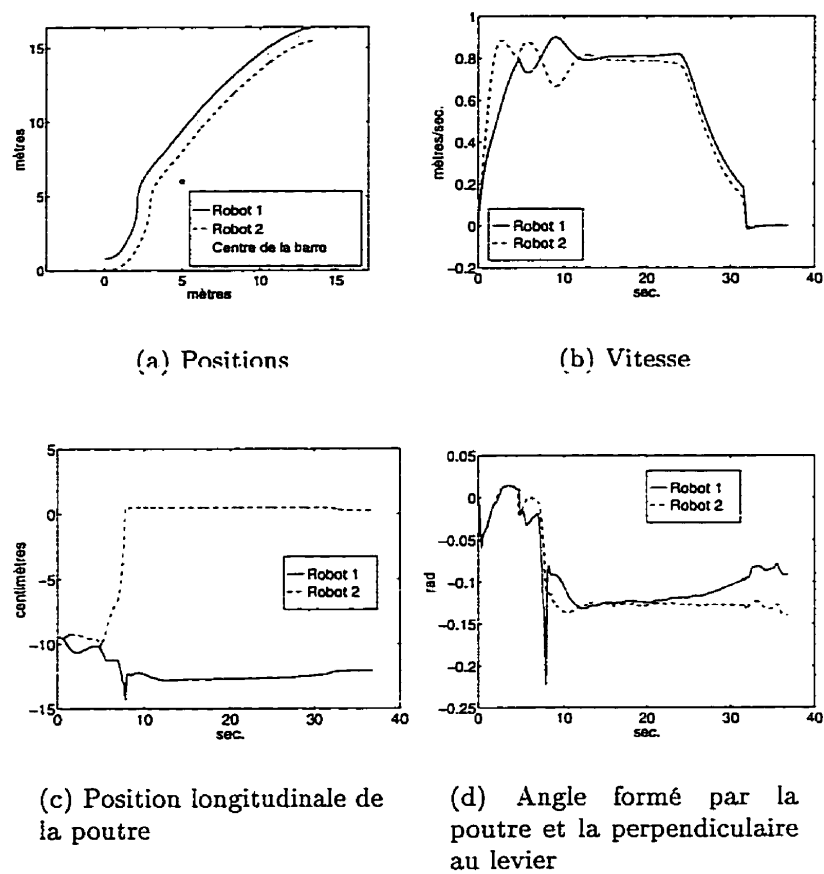 15
10
5
0
mètres
0
5
10
15
mètres
Robot 1
Robot 2
Centre de la barre
(a) Positions
1
0.8
0.6
0.4
0.2
0
−0.2
mètres/sec.
0
10
20
30
40
sec.
Robot 1
Robot 2
(b) Vitesse
5
0
−5
−10
−15
centimètres
0
10
20
30
40
sec.
Robot 1
Robot 2
(c) Position longitudinale de
la poutre
0.05
0
−0.05
−0.1
−0.15
−0.2
−0.25
rad
0
10
20
30
40
sec.
Robot 1
Robot 2
(d) Angle formé par la
poutre et la perpendiculaire
au levier